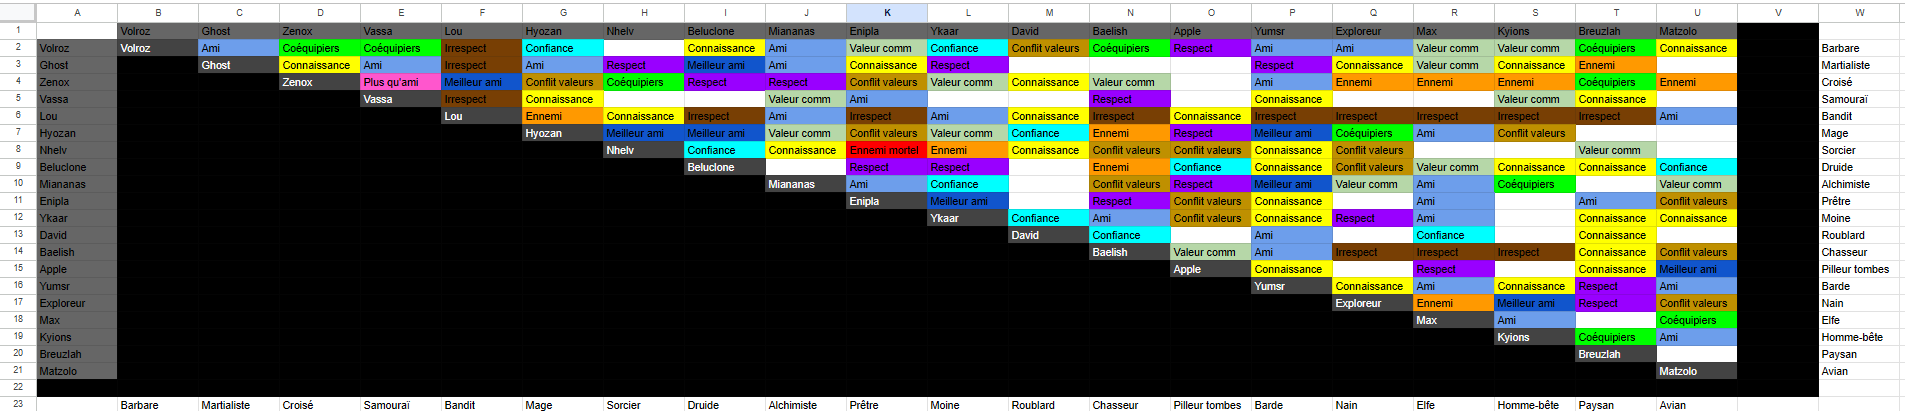 A B C D E F G H I J K L M N O P Q R S T U V W
1 Volroz Ghost Zenox Vassa Lou Hyozan Nhelv Beluclone Miananas Enipla Ykaar David Baelish Apple Yumsr Exploreur Max Kyions Breuzlah Matzolo
2 Volroz Volroz Ami Coéquipiers Coéquipiers Irrespect Confiance Connaissance Ami Valeur comm Confiance Conflit valeurs Coéquipiers Respect Ami Ami Valeur comm Valeur comm Coéquipiers Connaissance Barbare
3 Ghost Ghost Connaissance Ami Irrespect Ami Respect Meilleur ami Ami Connaissance Respect Respect Connaissance Valeur comm Connaissance Ennemi Martialiste
4 Zenox Zenox Plus qu'ami Meilleur ami Conflit valeurs Coéquipiers Respect Respect Conflit valeurs Valeur comm Connaissance Valeur comm Ami Ennemi Ennemi Ennemi Coéquipiers Ennemi Croisé
5 Vassa Vassa Irrespect Connaissance Valeur comm Ami Respect Connaissance Valeur comm Connaissance Samouraï
6 Lou Lou Ennemi Connaissance Irrespect Ami Irrespect Ami Connaissance Irrespect Connaissance Irrespect Irrespect Irrespect Irrespect Irrespect Ami Bandit
7 Hyozan Hyozan Meilleur ami Meilleur ami Valeur comm Conflit valeurs Valeur comm Confiance Ennemi Respect Meilleur ami Coéquipiers Ami Conflit valeurs Mage
8 Nhelv Nhelv Confiance Connaissance Ennemi mortel Ennemi Connaissance Conflit valeurs Conflit valeurs Connaissance Conflit valeurs Valeur comm Sorcier
9 Beluclone Beluclone Respect Respect Ennemi Confiance Connaissance Conflit valeurs Valeur comm Connaissance Connaissance Confiance Druide
10 Miananas Miananas Ami Confiance Conflit valeurs Respect Meilleur ami Valeur comm Ami Coéquipiers Valeur comm Alchimiste
11 Enipla Enipla Meilleur ami Respect Conflit valeurs Connaissance Ami Ami Conflit valeurs Prêtre
12 Ykaar Ykaar Confiance Ami Conflit valeurs Connaissance Respect Ami Connaissance Connaissance Moine
13 David David Confiance Ami Confiance Connaissance Roublard
14 Baelish Baelish Valeur comm Ami Irrespect Irrespect Irrespect Connaissance Conflit valeurs Chasseur
15 Apple Apple Connaissance Respect Connaissance Meilleur ami Pilleur tombes
16 Yumsr Yumsr Connaissance Ami Connaissance Respect Ami Barde
17 Exploreur Exploreur Ennemi Meilleur ami Respect Conflit valeurs Nain
18 Max Max Ami Coéquipiers Elfe
19 Kyions Kyions Coéquipiers Ami Homme-bête
20 Breuzlah Breuzlah Paysan
21 Matzolo Matzolo Avian
22
23 Barbare Martialiste Croisé Samouraï Bandit Mage Sorcier Druide Alchimiste Prêtre Moine Roublard Chasseur Pilleur tombes Barde Nain Elfe Homme-bête Paysan Avian